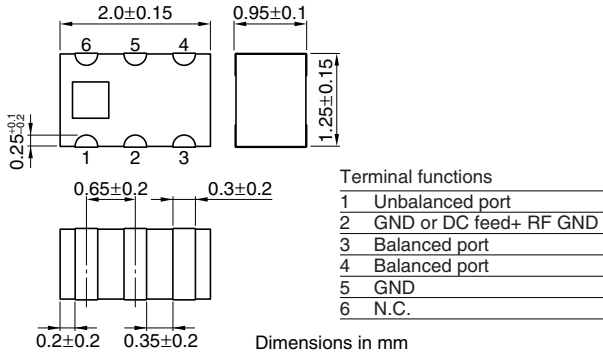 2.0±0.15
0.95±0.1
6 5 4
1.25±0.15
0.25+0.1−0.2
1 2 3
0.65±0.2
0.3±0.2
0.2±0.2
0.35±0.2
Terminal functions
1 Unbalanced port
2 GND or DC feed+ RF GND
3 Balanced port
4 Balanced port
5 GND
6 N.C.
Dimensions in mm